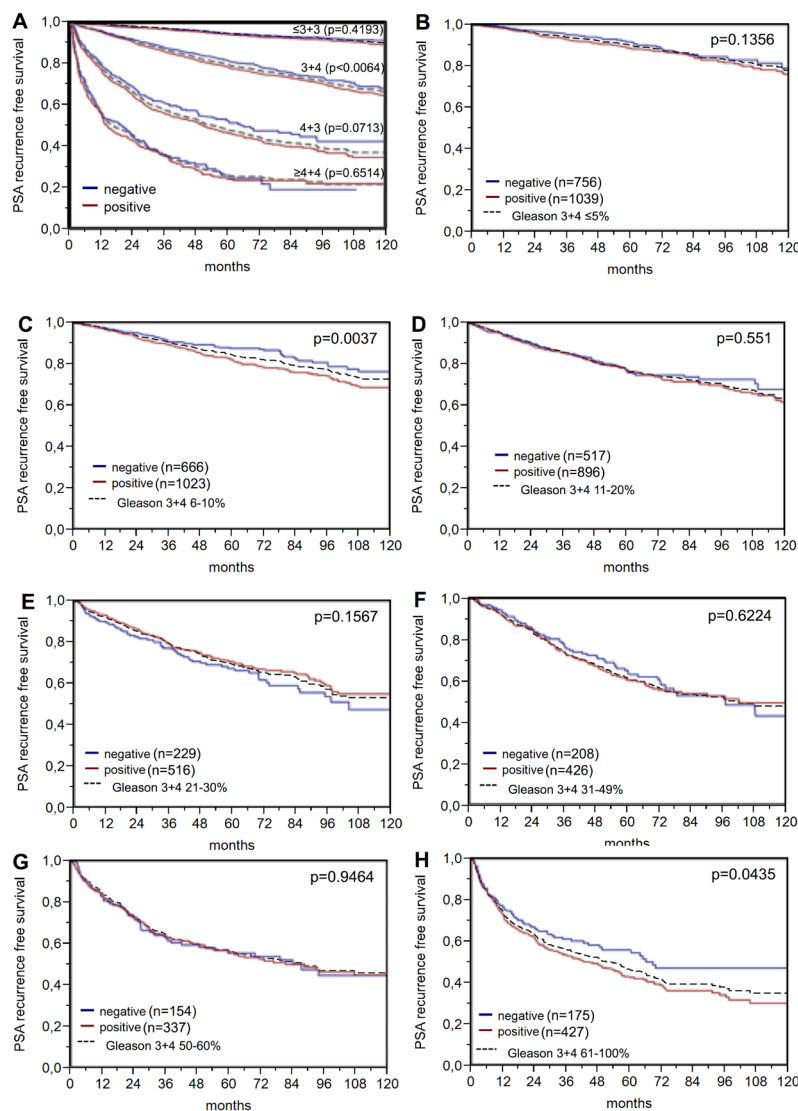 A
PSA recurrence free survival
1,0
0,8
0,6
0,4
0,2
0,0
≤3+3 (p=0.4193)
3+4 (p<0.0064)
4+3 (p=0.0713)
≥4+4 (p=0.6514)
negative
positive
0 12 24 36 48 60 72 84 96 108 120
months
B
PSA recurrence free survival
1,0
0,8
0,6
0,4
0,2
0,0
p=0.1356
negative (n=756)
positive (n=1039)
Gleason 3+4 ≤5%
0 12 24 36 48 60 72 84 96 108 120
months
C
PSA recurrence free survival
1,0
0,8
0,6
0,4
0,2
0,0
p=0.0037
negative (n=666)
positive (n=1023)
Gleason 3+4 6-10%
0 12 24 36 48 60 72 84 96 108 120
months
D
PSA recurrence free survival
1,0
0,8
0,6
0,4
0,2
0,0
p=0.551
negative (n=517)
positive (n=896)
Gleason 3+4 11-20%
0 12 24 36 48 60 72 84 96 108 120
months
E
PSA recurrence free survival
1,0
0,8
0,6
0,4
0,2
0,0
p=0.1567
negative (n=229)
positive (n=516)
Gleason 3+4 21-30%
0 12 24 36 48 60 72 84 96 108 120
months
F
PSA recurrence free survival
1,0
0,8
0,6
0,4
0,2
0,0
p=0.6224
negative (n=208)
positive (n=426)
Gleason 3+4 31-49%
0 12 24 36 48 60 72 84 96 108 120
months
G
PSA recurrence free survival
1,0
0,8
0,6
0,4
0,2
0,0
p=0.9464
negative (n=154)
positive (n=337)
Gleason 3+4 50-60%
0 12 24 36 48 60 72 84 96 108 120
months
H
PSA recurrence free survival
1,0
0,8
0,6
0,4
0,2
0,0
p=0.0435
negative (n=175)
positive (n=427)
Gleason 3+4 61-100%
0 12 24 36 48 60 72 84 96 108 120
months